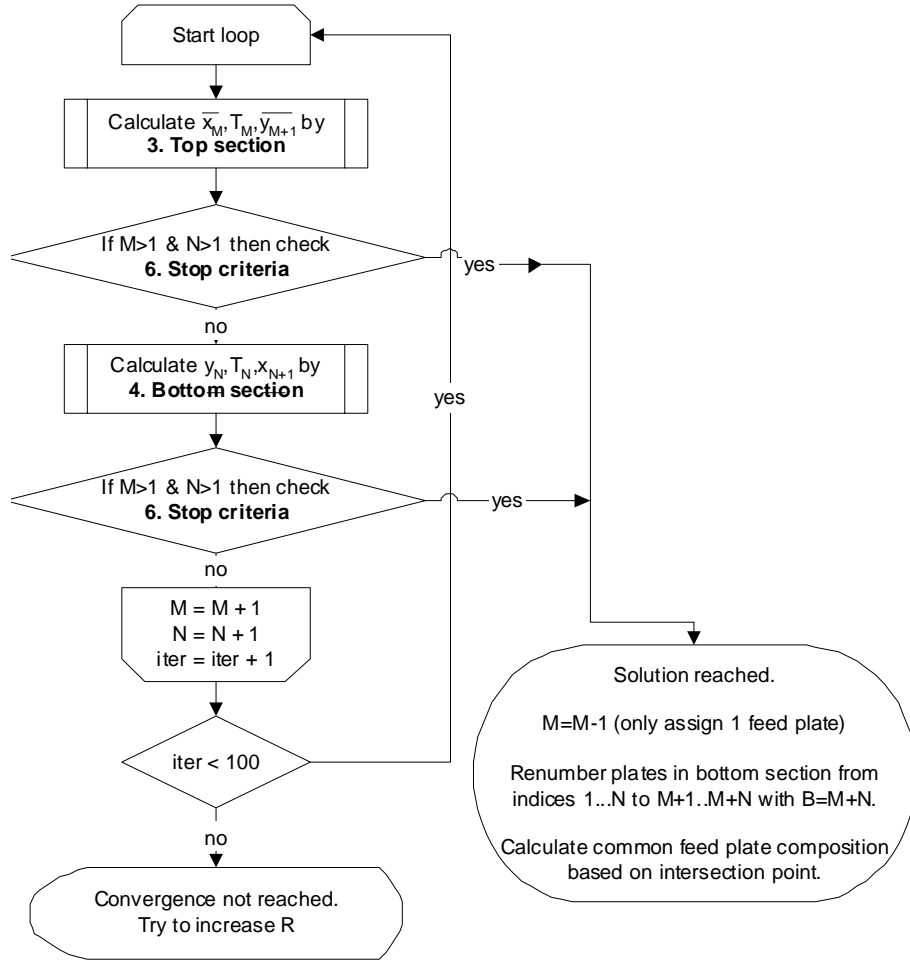 Start loop
Calculate x̅_M, T_M, y̅_M+1 by
3. Top section
If M>1 & N>1 then check
6. Stop criteria
yes
no
Calculate y_N, T_N, x_N+1 by
4. Bottom section
yes
If M>1 & N>1 then check
6. Stop criteria
yes
no
M = M + 1
N = N + 1
iter = iter + 1
iter < 100
no
Convergence not reached.
Try to increase R
Solution reached.
M=M-1 (only assign 1 feed plate)
Renumber plates in bottom section from
indices 1...N to M+1..M+N with B=M+N.
Calculate common feed plate composition
based on intersection point.